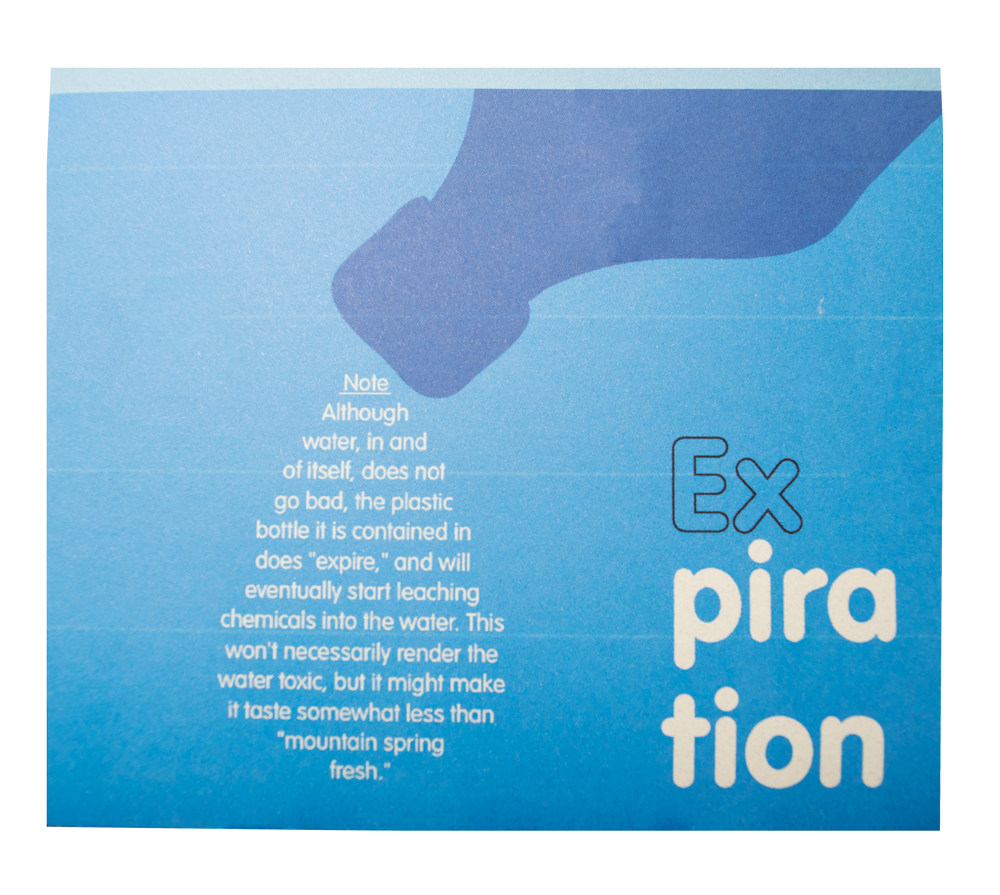 Note
Although
water, in and
of itself, does not
go bad, the plastic
bottle it is contained in
does "expire," and will
eventually start leaching
chemicals into the water. This
won't necessarily render the
water toxic, but it might make
it taste somewhat less than
"mountain spring
fresh."
Ex
pira
tion